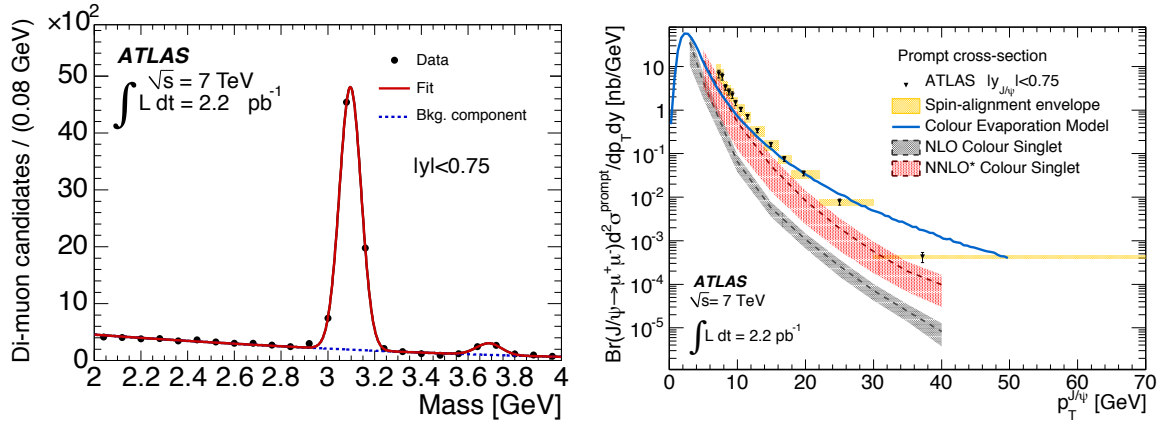 ×10²
Di-muon candidates / (0.08 GeV)
50
40
30
20
10
0
ATLAS
√s = 7 TeV
∫ L dt = 2.2 pb⁻¹
Data
Fit
Bkg. component
|y|<0.75
2 2.2 2.4 2.6 2.8 3 3.2 3.4 3.6 3.8 4
Mass [GeV]
Br(J/ψ→μ⁺μ⁻)d²σᵖʳᵒᵐᵖᵗ/dp_T dy [nb/GeV]
10
1
10⁻¹
10⁻²
10⁻³
10⁻⁴
10⁻⁵
Prompt cross-section
ATLAS |y_J/ψ|<0.75
Spin-alignment envelope
Colour Evaporation Model
NLO Colour Singlet
NNLO* Colour Singlet
ATLAS
√s = 7 TeV
∫ L dt = 2.2 pb⁻¹
0 10 20 30 40 50 60 70
p_T^J/ψ [GeV]